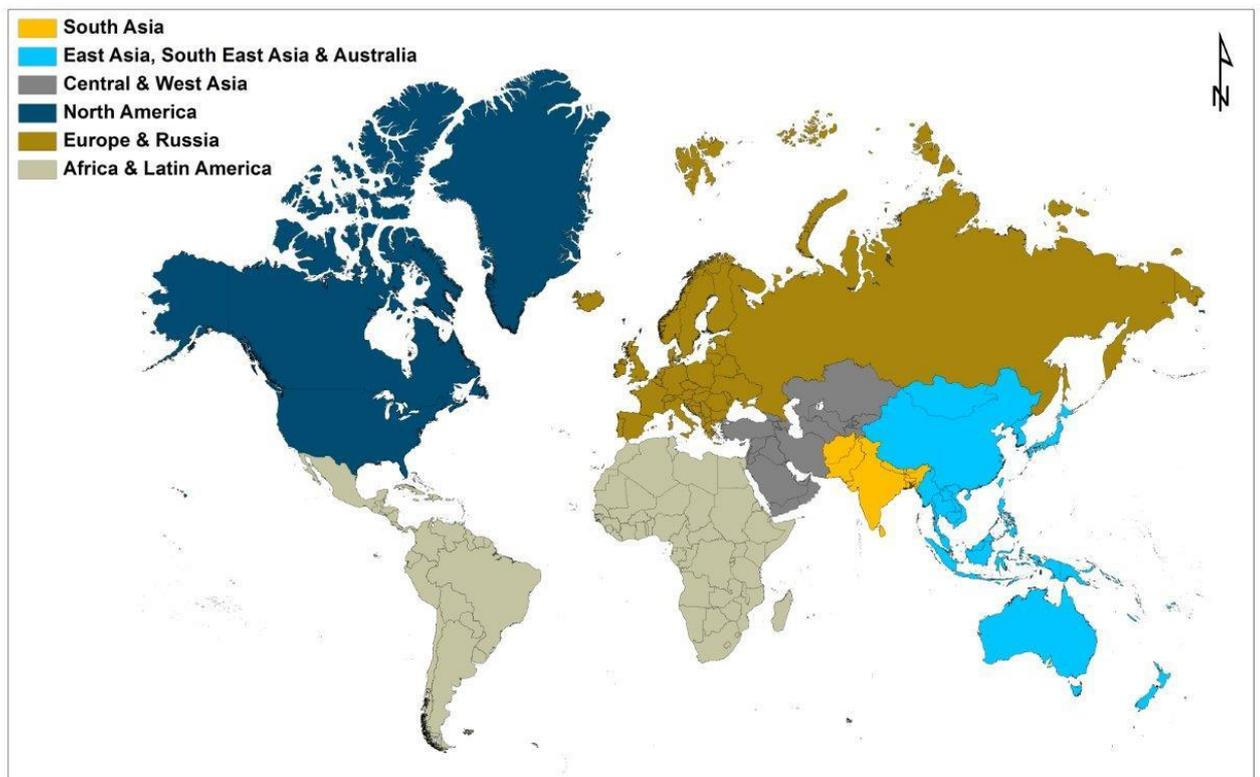 South Asia
East Asia, South East Asia & Australia
Central & West Asia
North America
Europe & Russia
Africa & Latin America
N